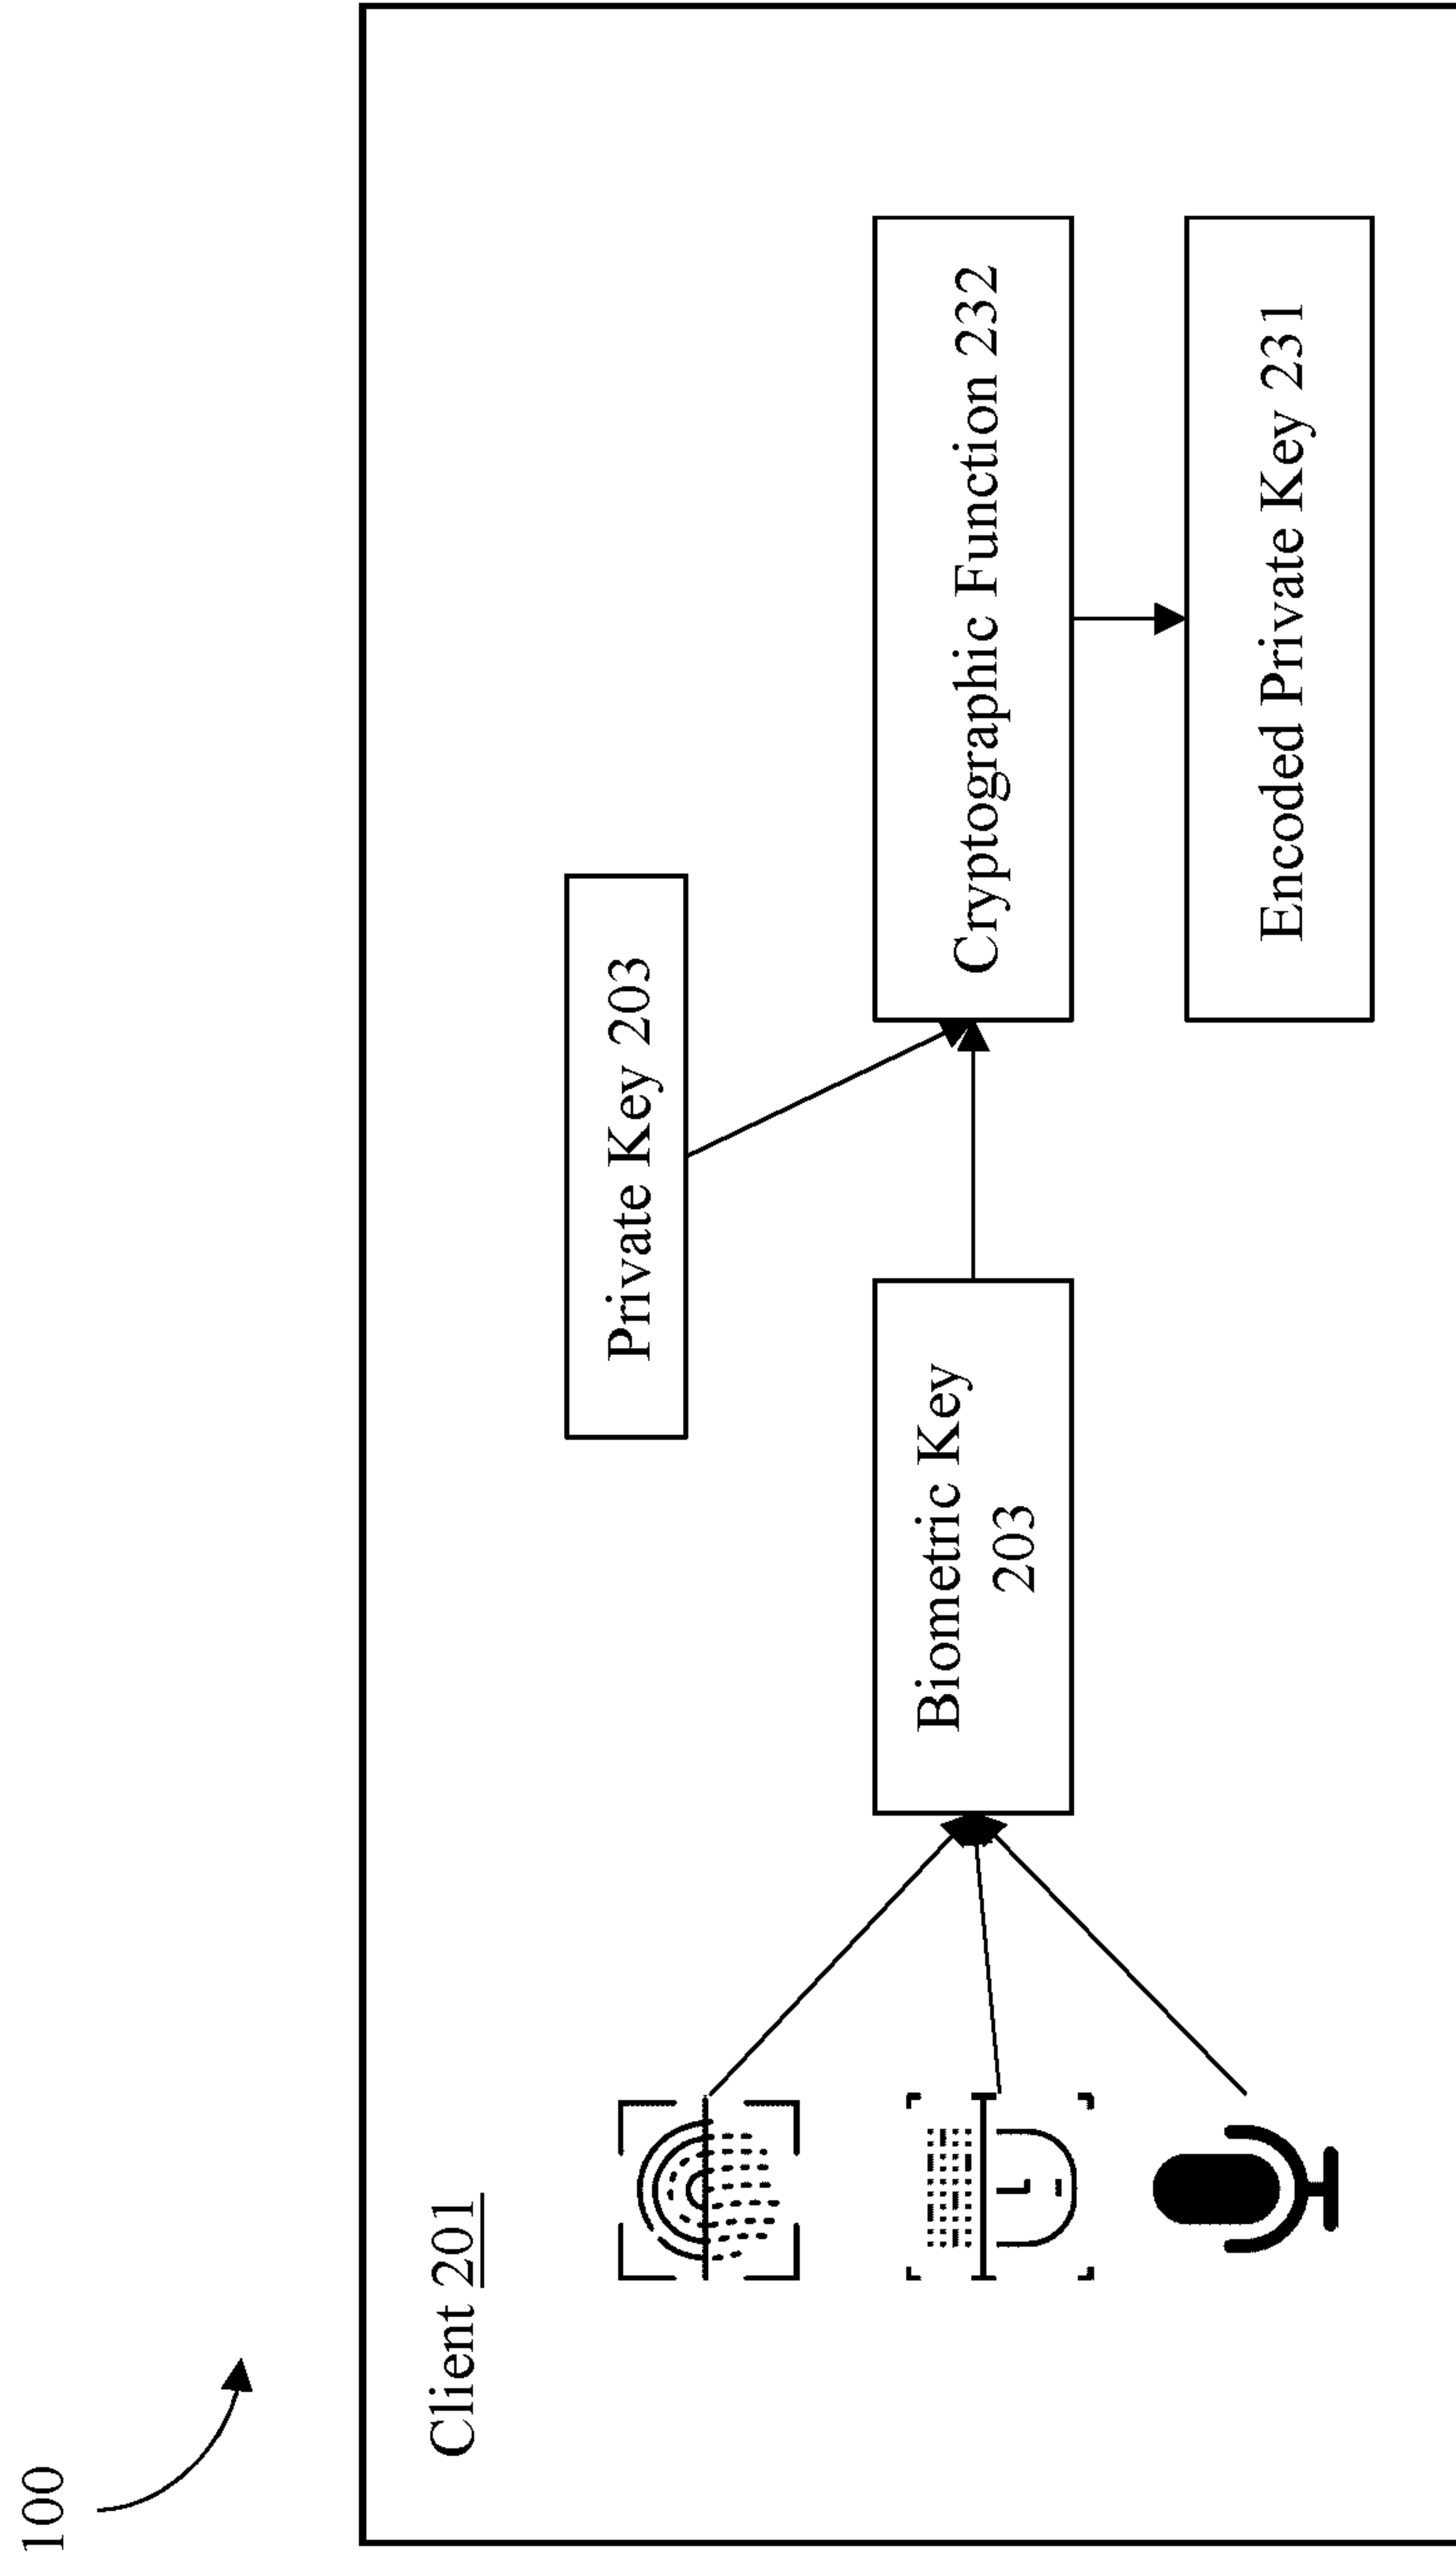 100
Client 201
Private Key 203
Biometric Key
203
Cryptographic Function 232
Encoded Private Key 231